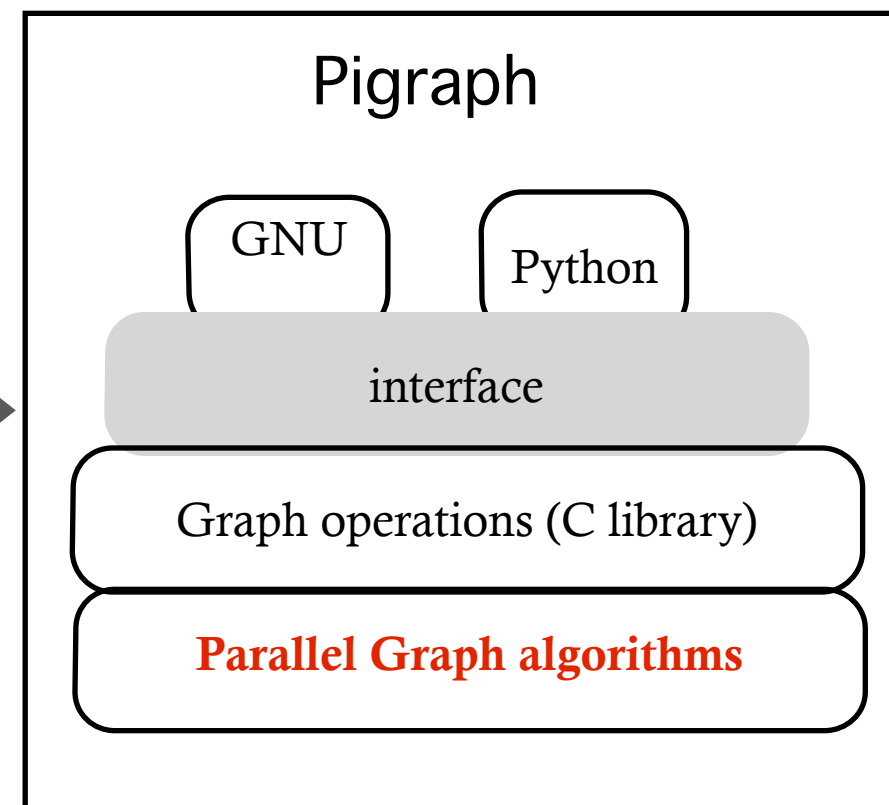 Pigraph
GNU
Python
interface
Graph operations (C library)
Parallel Graph algorithms